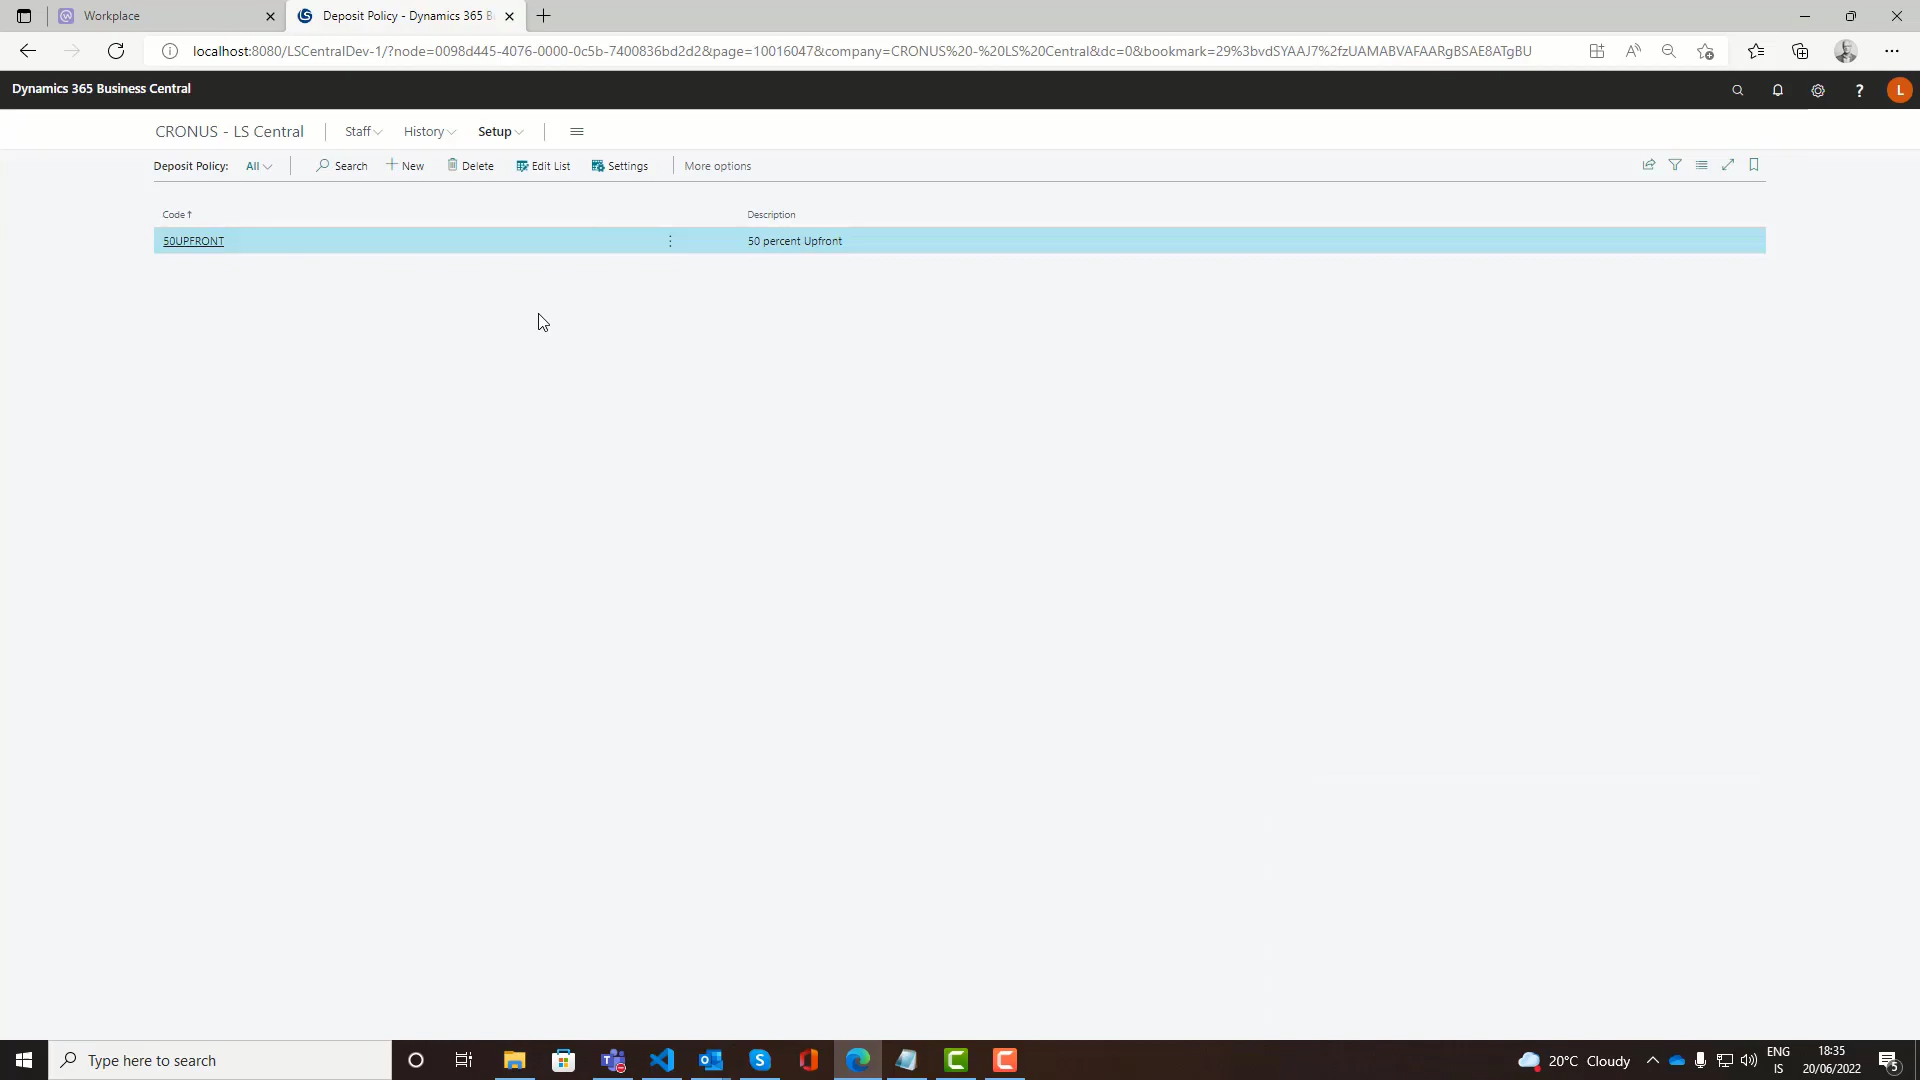 Workplace
Deposit Policy - Dynamics 365 B
localhost:8080/LSCentralDev-1/?node=0098d445-4076-0000-0c5b-7400836bd2d2&page=10016047&company=CRONUS%20-%20LS%20Central&dc=0&bookmark=29%3bvdSYAAJ7%2fzUAMABVAFAARgBSAE8ATgBU
Dynamics 365 Business Central
L
CRONUS - LS Central
Staff
History
Setup
Deposit Policy:
All
Search
New
Delete
Edit List
Settings
More options
Code↑
Description
50UPFRONT
50 percent Upfront
Type here to search
20°C Cloudy
ENG
IS
18:35
20/06/2022
5